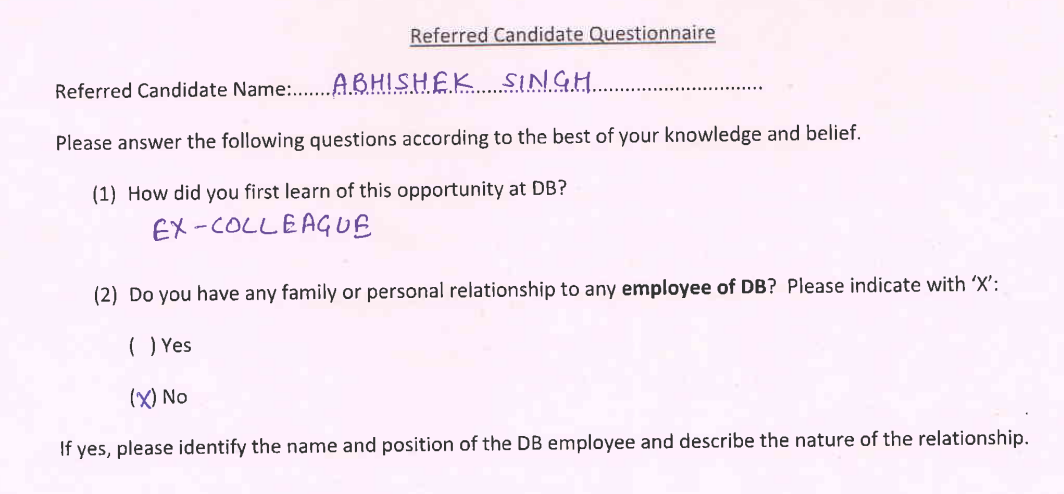 Referred Candidate Questionnaire
Referred Candidate Name:.......ABHISHEK.....SINGH................................
Please answer the following questions according to the best of your knowledge and belief.
(1) How did you first learn of this opportunity at DB?
EX-COLLEAGUE
(2) Do you have any family or personal relationship to any employee of DB? Please indicate with ‘X’:
( ) Yes
(X) No
If yes, please identify the name and position of the DB employee and describe the nature of the relationship.